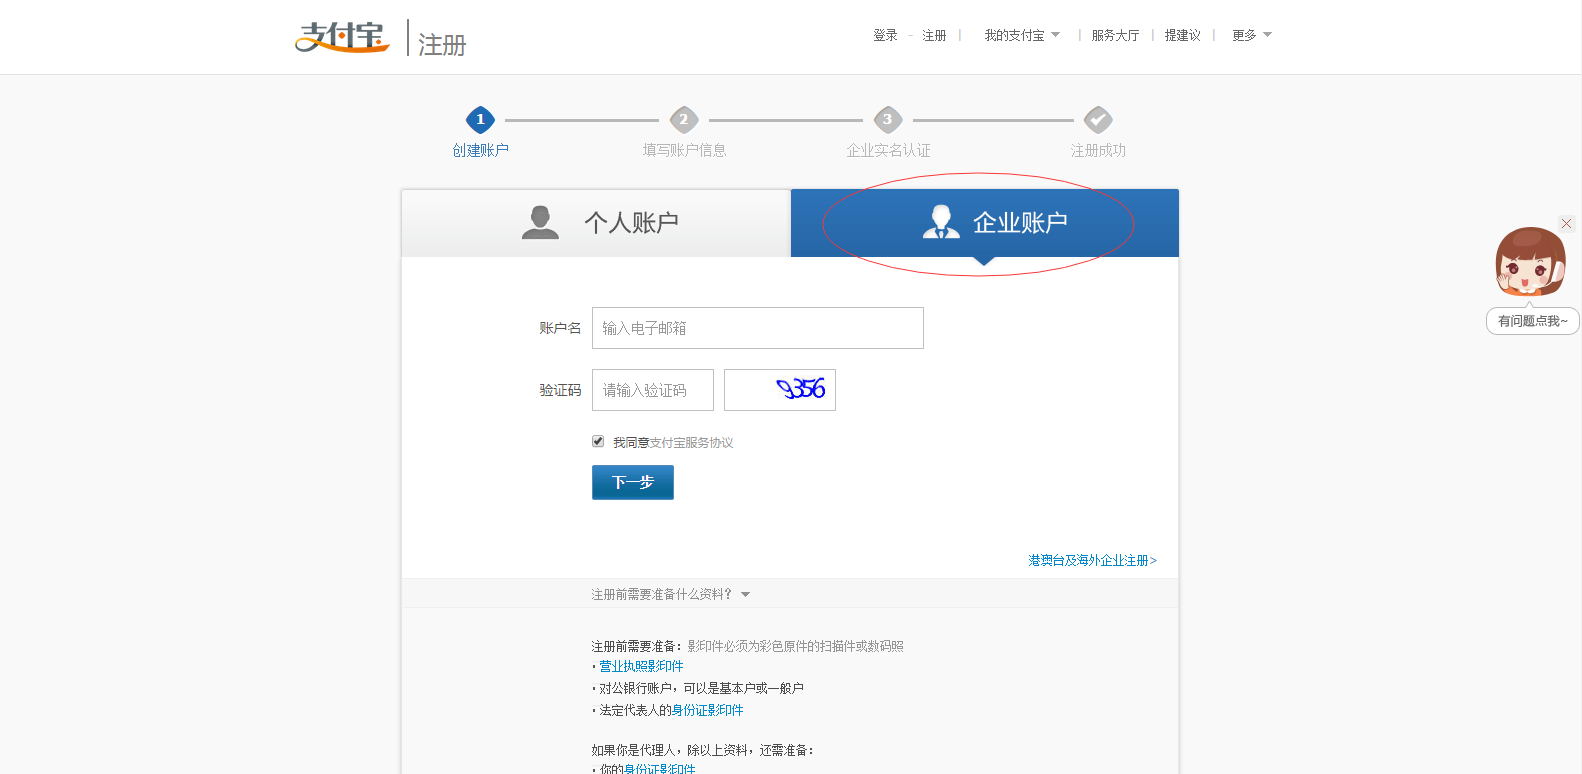 支付宝 | 注册
登录 - 注册 | 我的支付宝 | 服务大厅 | 提建议 | 更多
1 2 3
创建账户 填写账户信息 企业实名认证 注册成功
个人账户 企业账户
账户名 输入电子邮箱
验证码 请输入验证码 9356
我同意支付宝服务协议
下一步
有问题点我~
港澳台及海外企业注册>
注册前需要准备什么资料?
注册前需要准备：影印件必须为彩色原件的扫描件或数码照
· 营业执照影印件
· 对公银行账户，可以是基本户或一般户
· 法定代表人的身份证影印件
如果你是代理人，除以上资料，还需准备：
· 你的身份证影印件